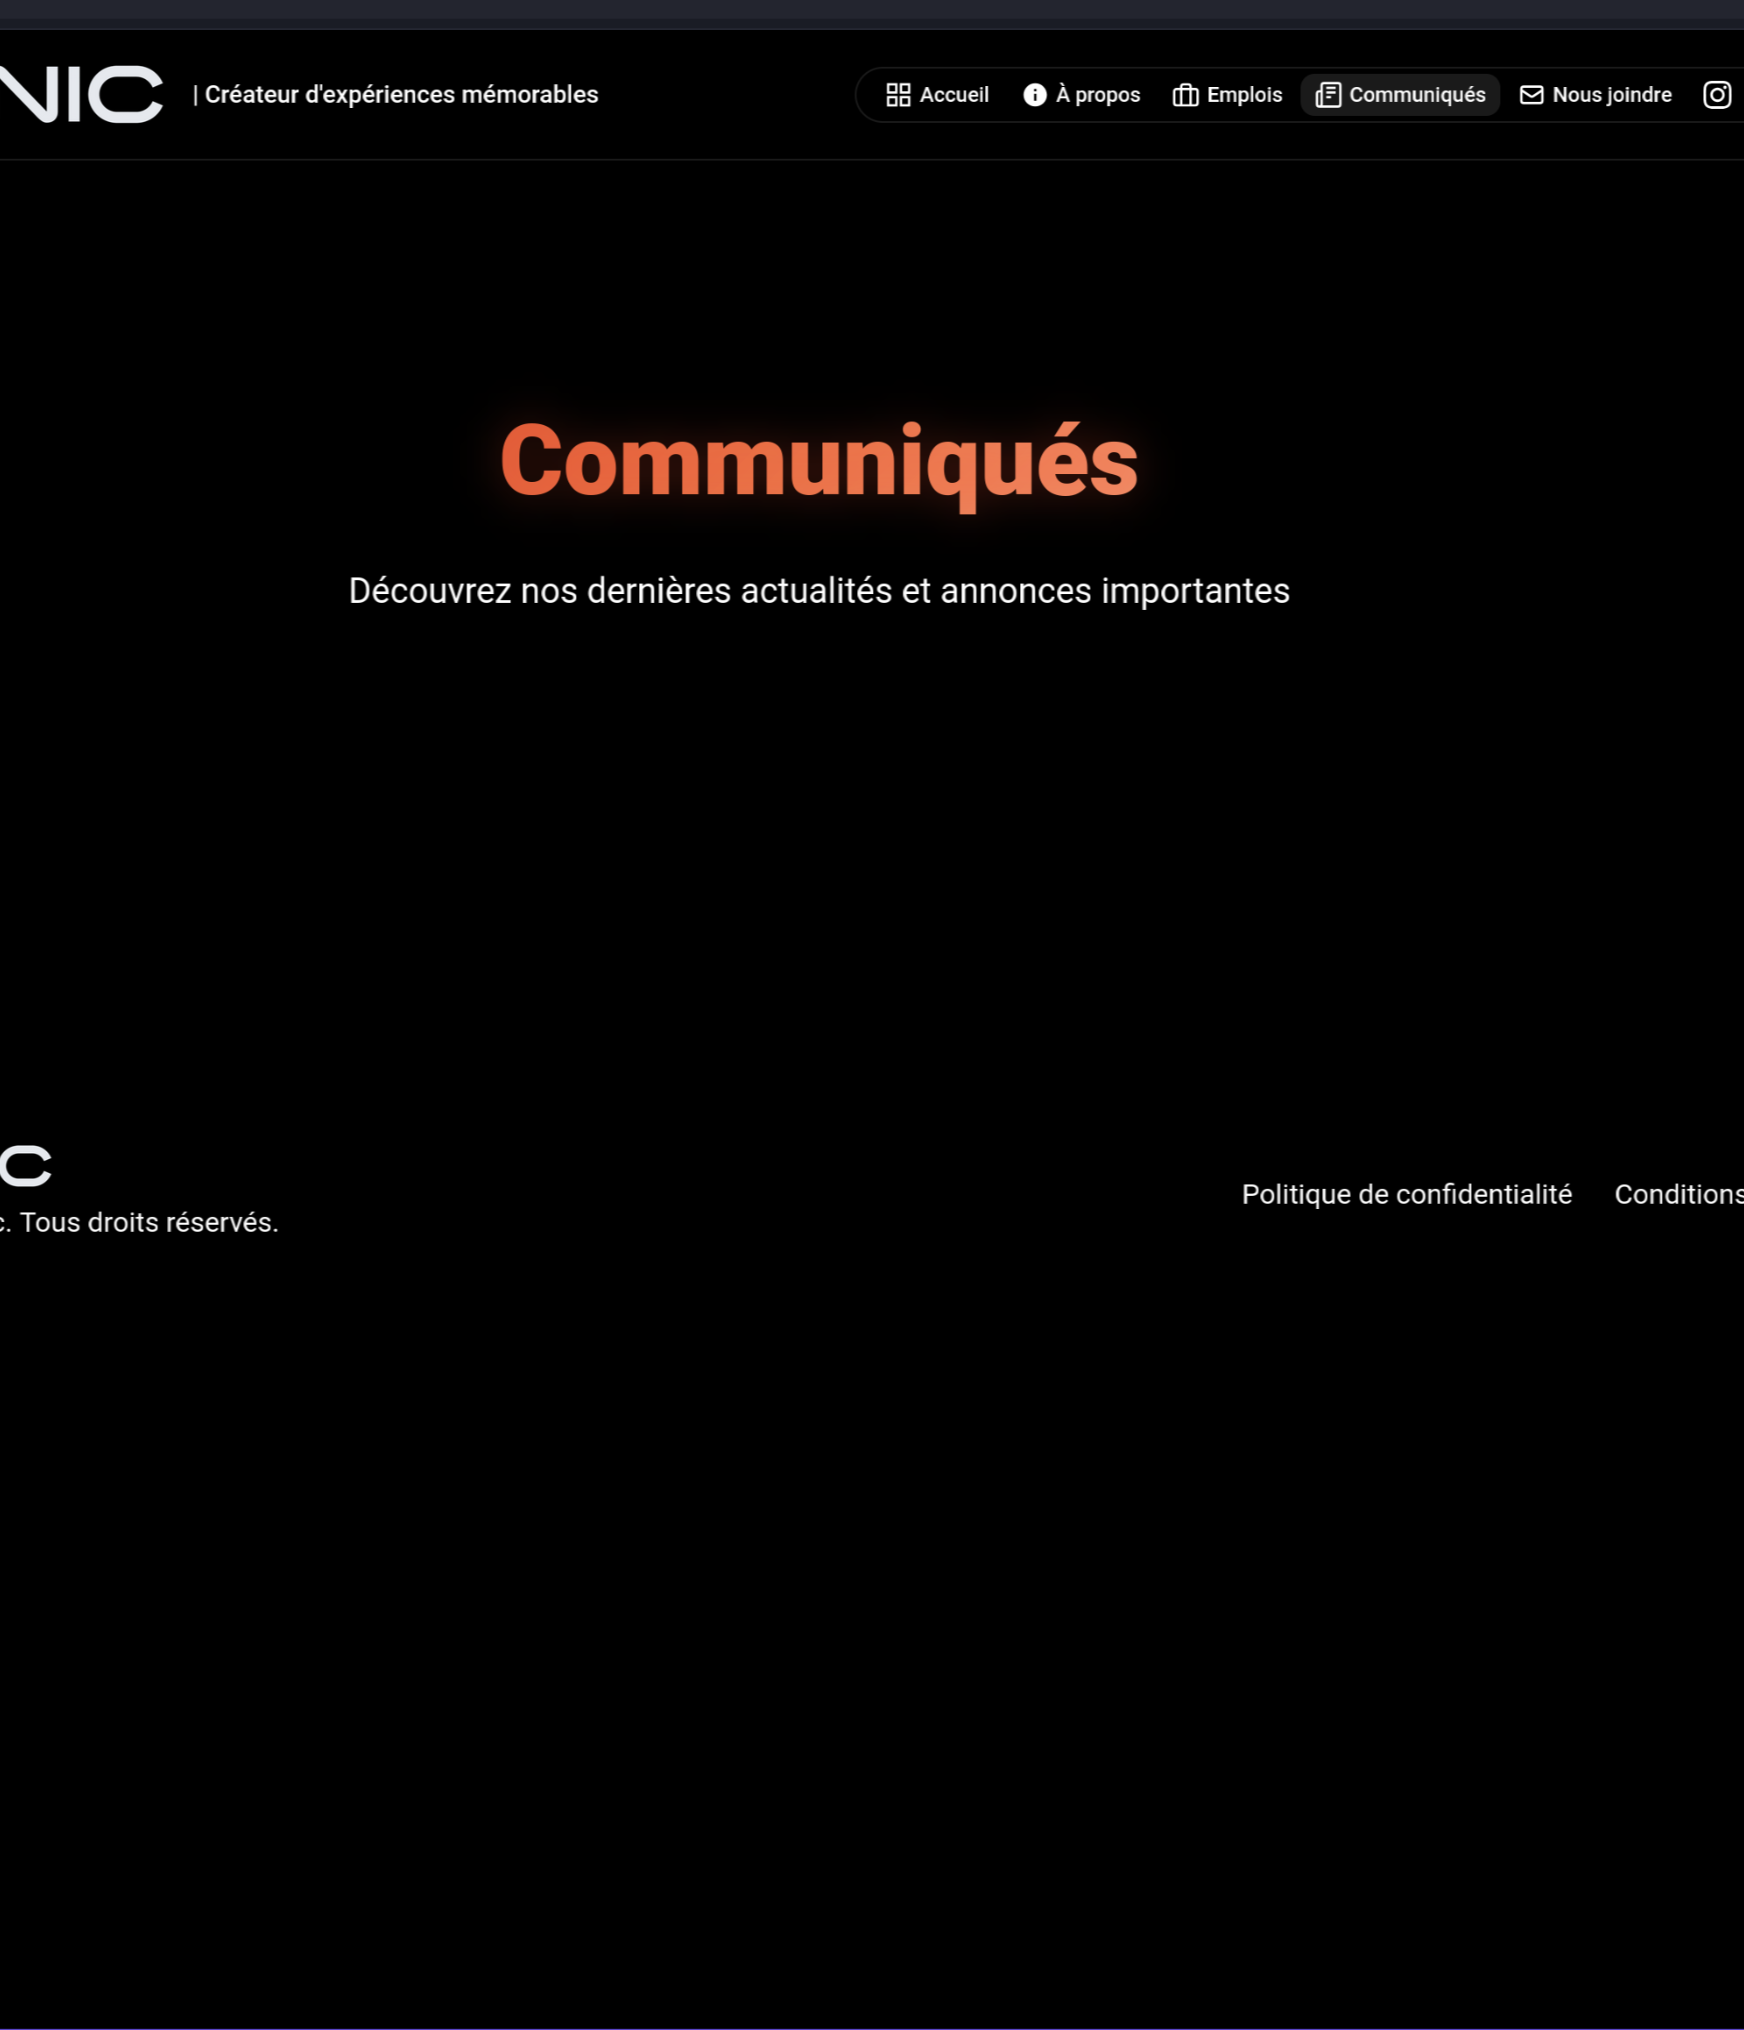 NIC
| Créateur d'expériences mémorables
Accueil
À propos
Emplois
Communiqués
Nous joindre
Communiqués
Découvrez nos dernières actualités et annonces importantes
C
c. Tous droits réservés.
Politique de confidentialité
Conditions